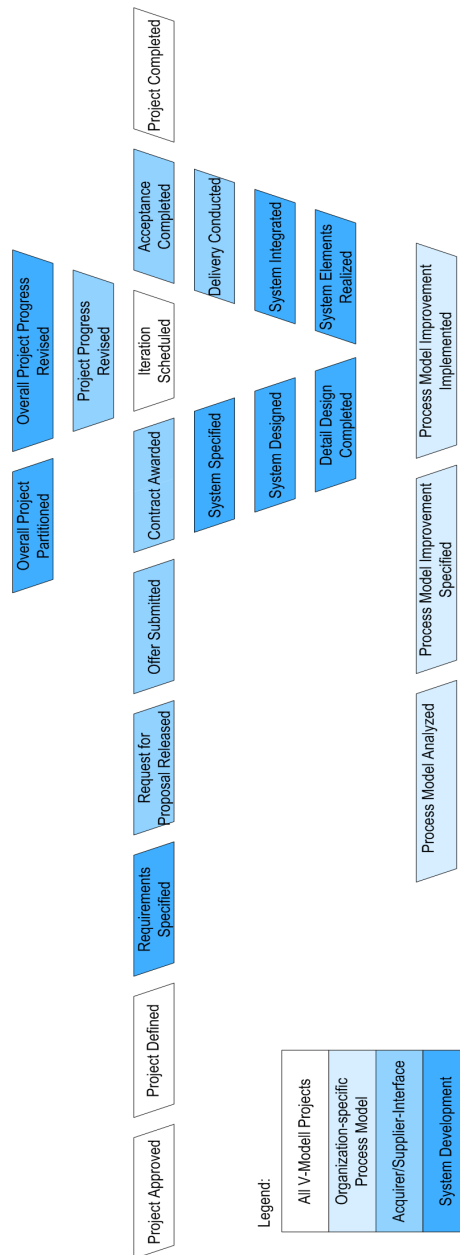 Overall Project
Partitioned
Overall Project Progress
Revised
Project Progress
Revised
Project Approved
Project Defined
Requirements
Specified
Request for
Proposal Released
Offer Submitted
Contract Awarded
Iteration
Scheduled
Acceptance
Completed
Project Completed
System Specified
Delivery Conducted
System Designed
System Integrated
Detail Design
Completed
System Elements
Realized
Legend:
All V-Modell Projects
Organization-specific
Process Model
Acquirer/Supplier-Interface
System Development
Process Model Analyzed
Process Model Improvement
Specified
Process Model Improvement
Implemented